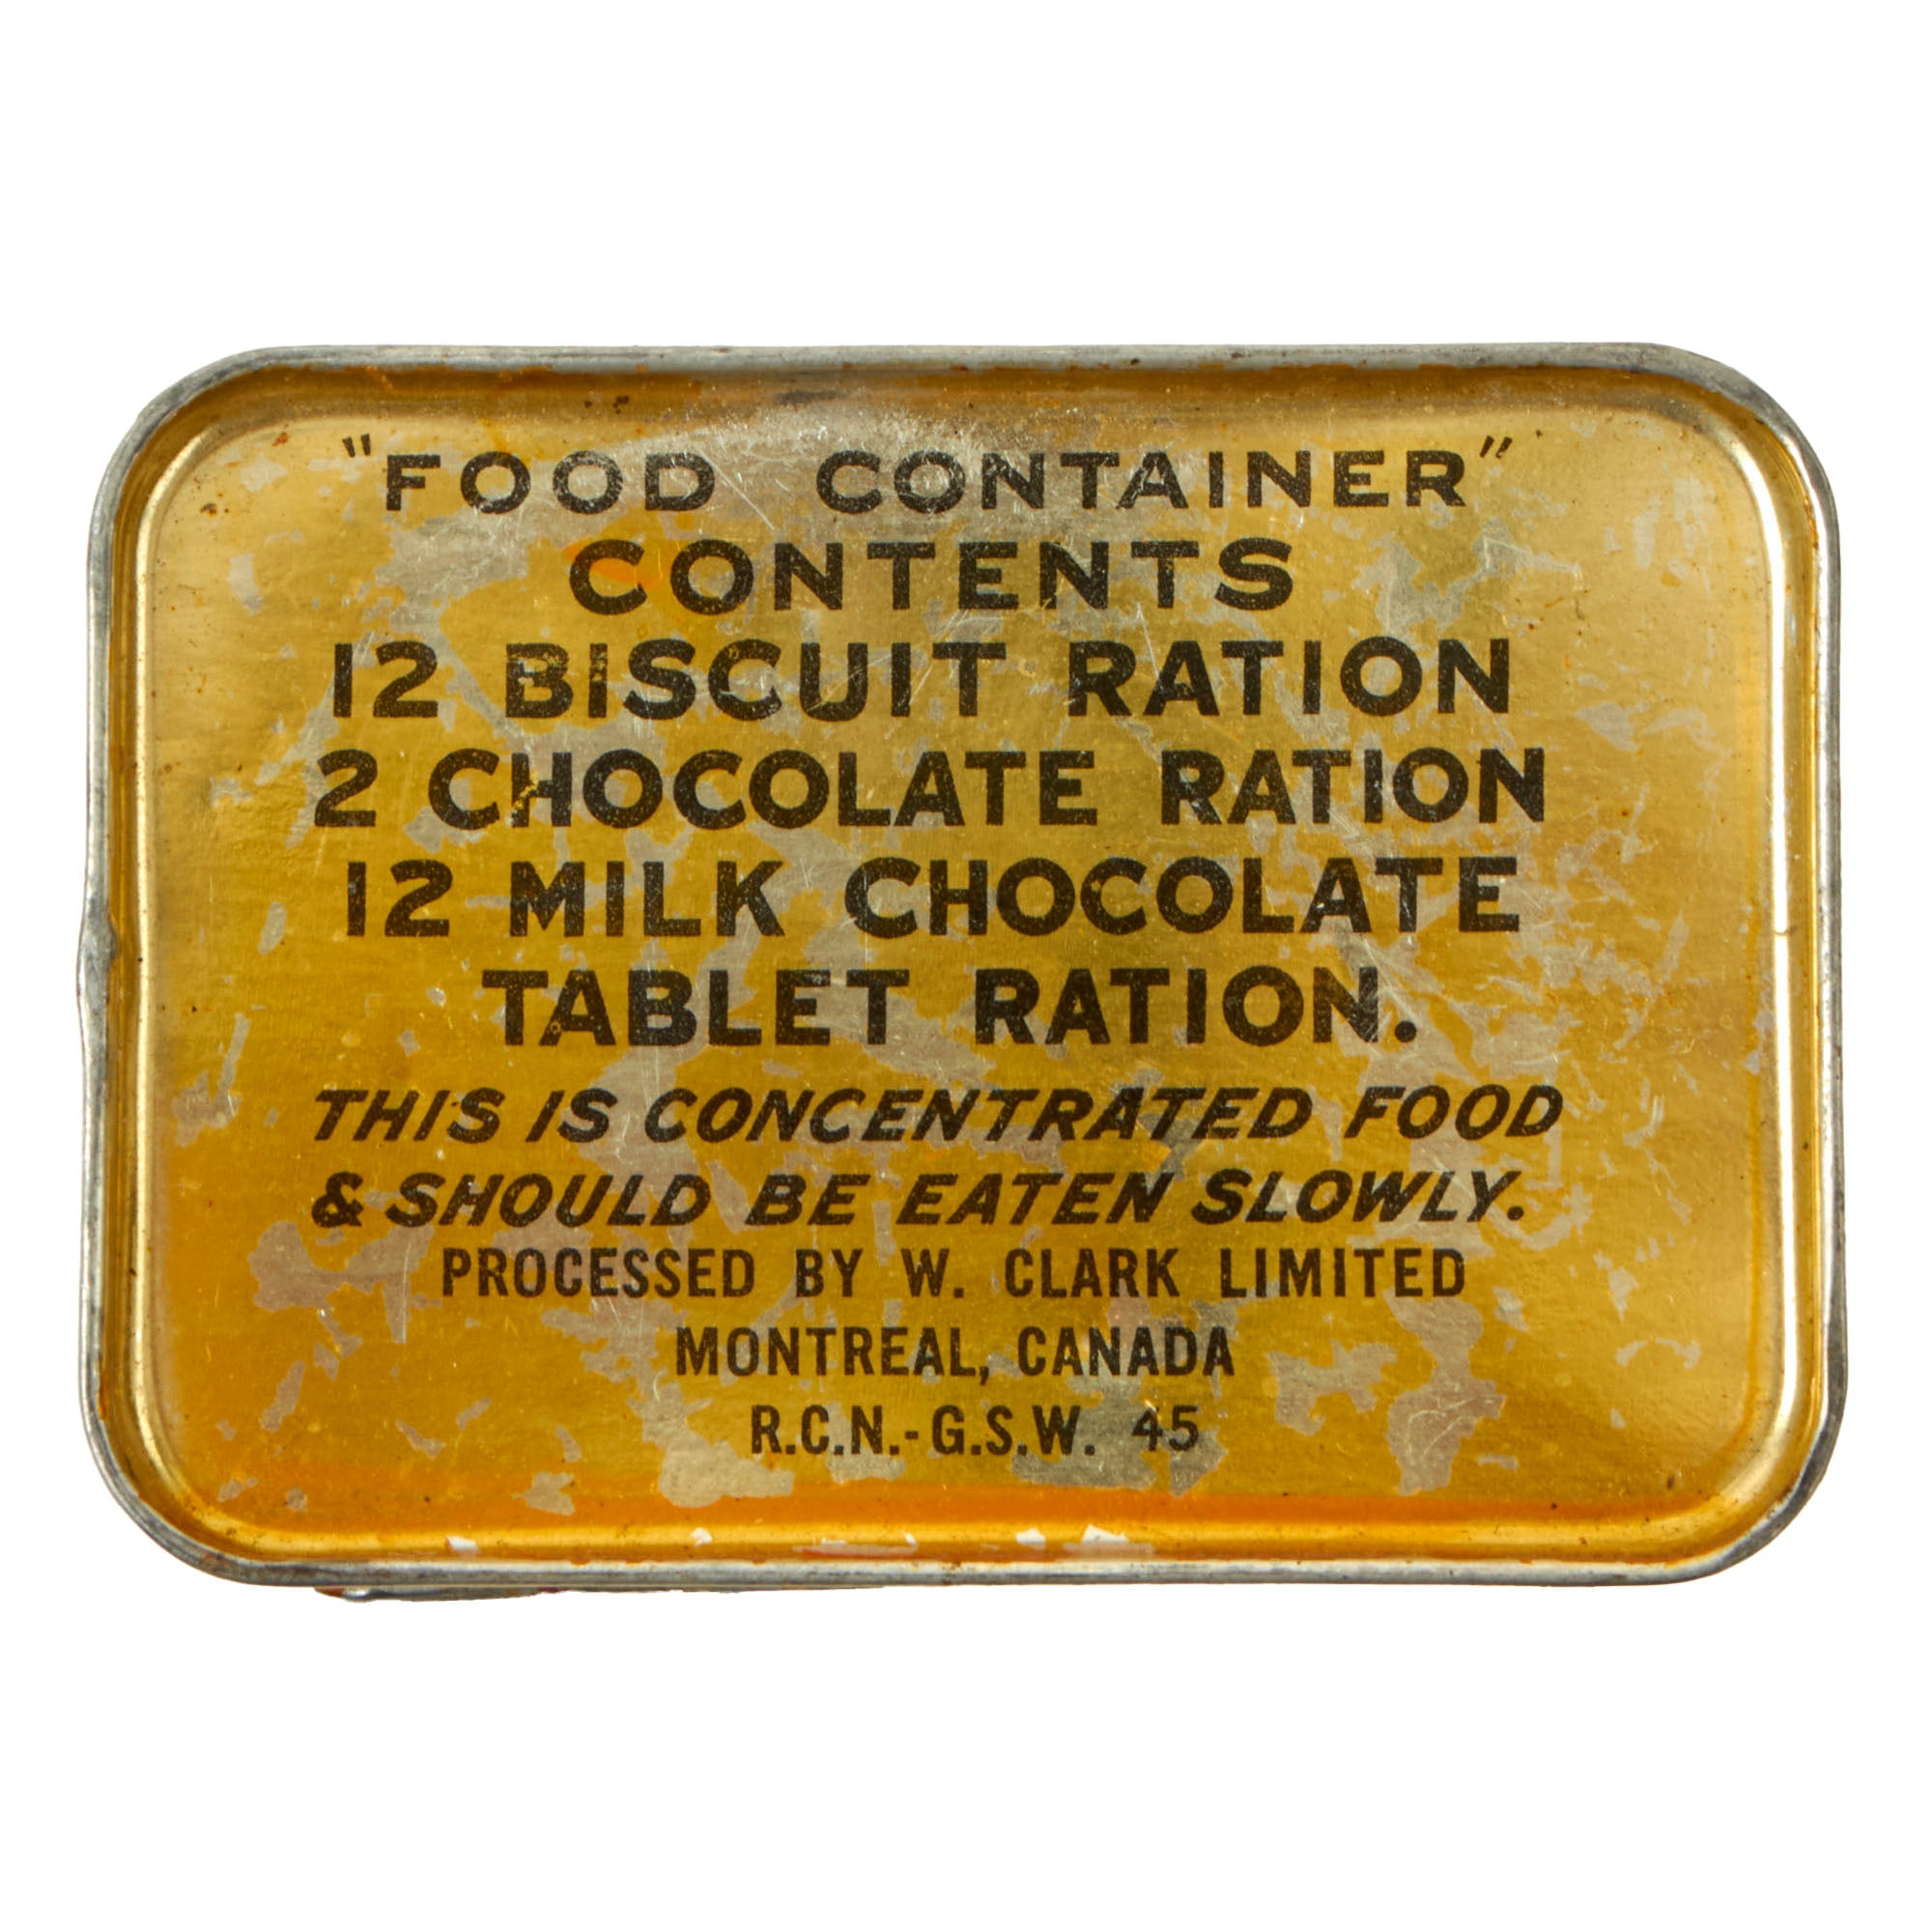 "FOOD CONTAINER"
CONTENTS
12 BISCUIT RATION
2 CHOCOLATE RATION
12 MILK CHOCOLATE
TABLET RATION.
THIS IS CONCENTRATED FOOD
& SHOULD BE EATEN SLOWLY.
PROCESSED BY W. CLARK LIMITED
MONTREAL, CANADA
R.C.N.-G.S.W. 45